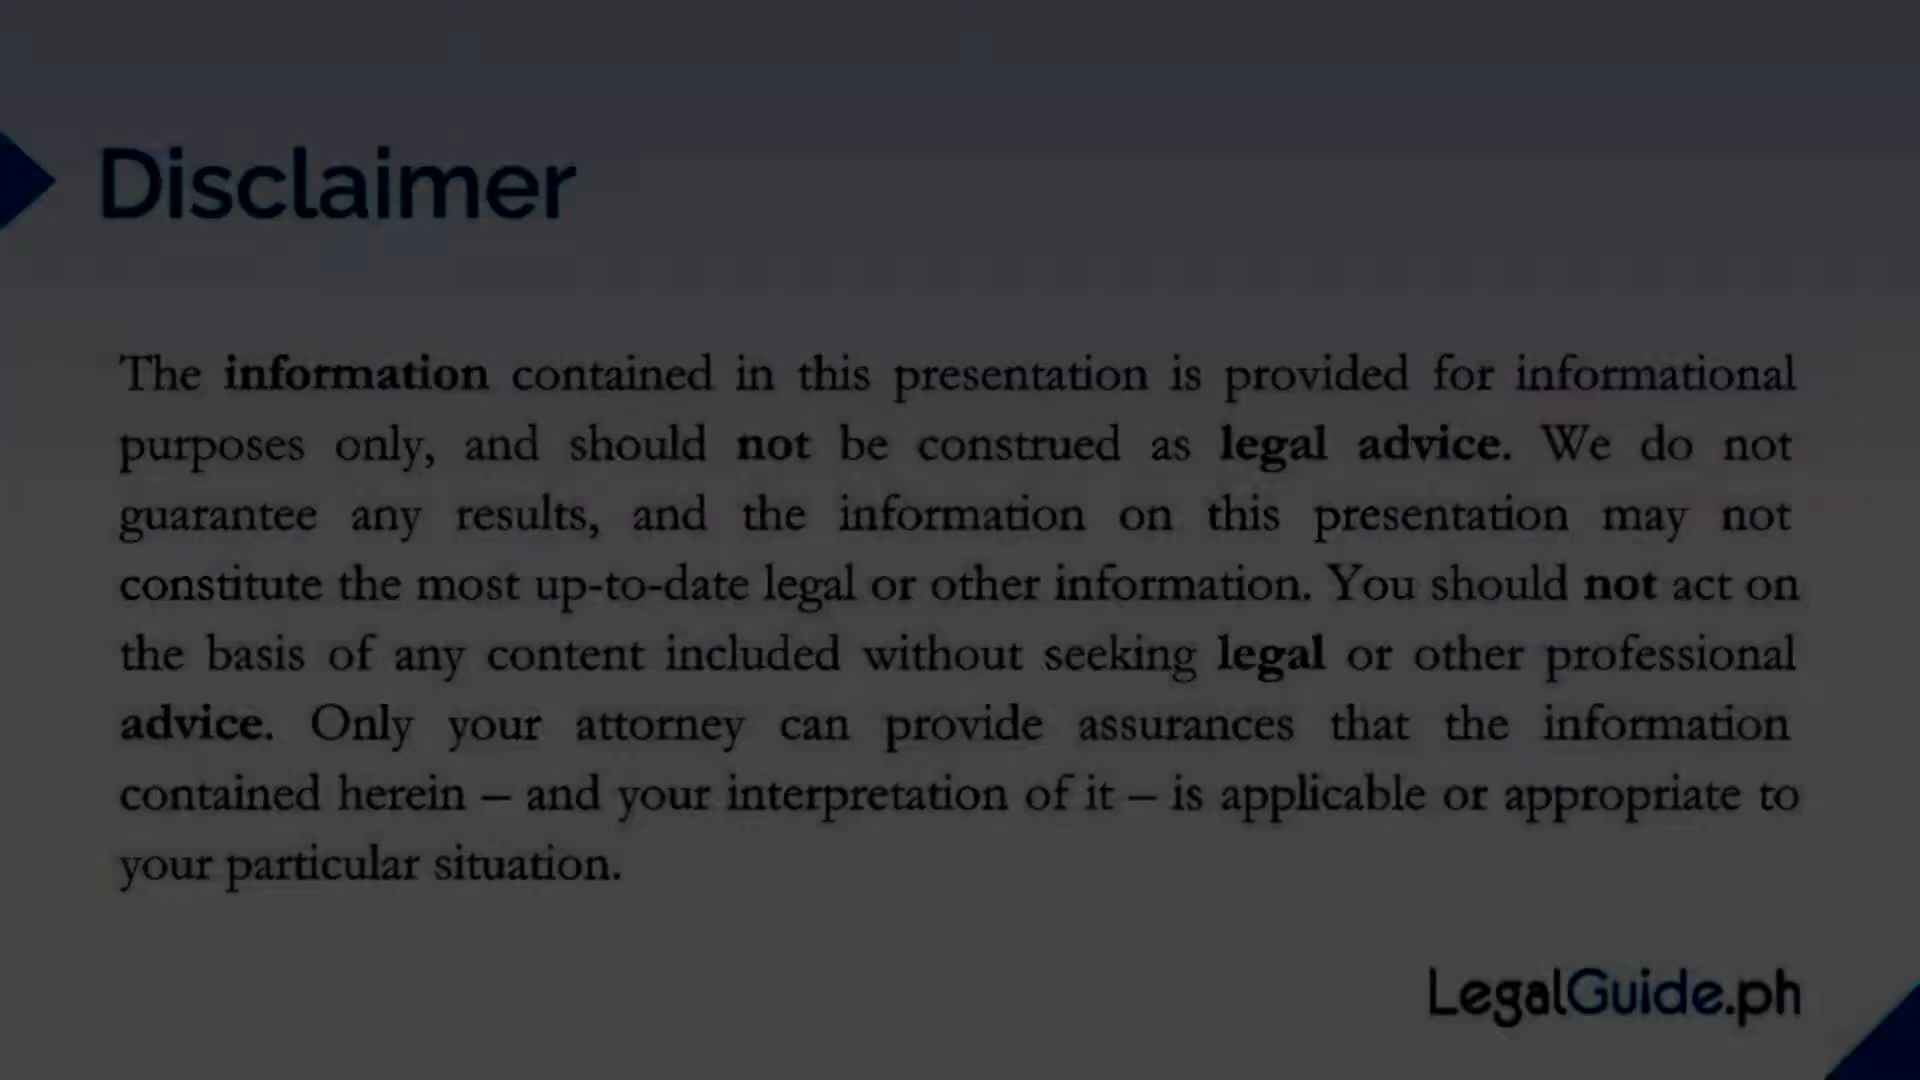 Disclaimer
The information contained in this presentation is provided for informational
purposes only, and should not be construed as legal advice. We do not
guarantee any results, and the information on this presentation may not
constitute the most up-to-date legal or other information. You should not act on
the basis of any content included without seeking legal or other professional
advice. Only your attorney can provide assurances that the information
contained herein – and your interpretation of it – is applicable or appropriate to
your particular situation.
LegalGuide.ph